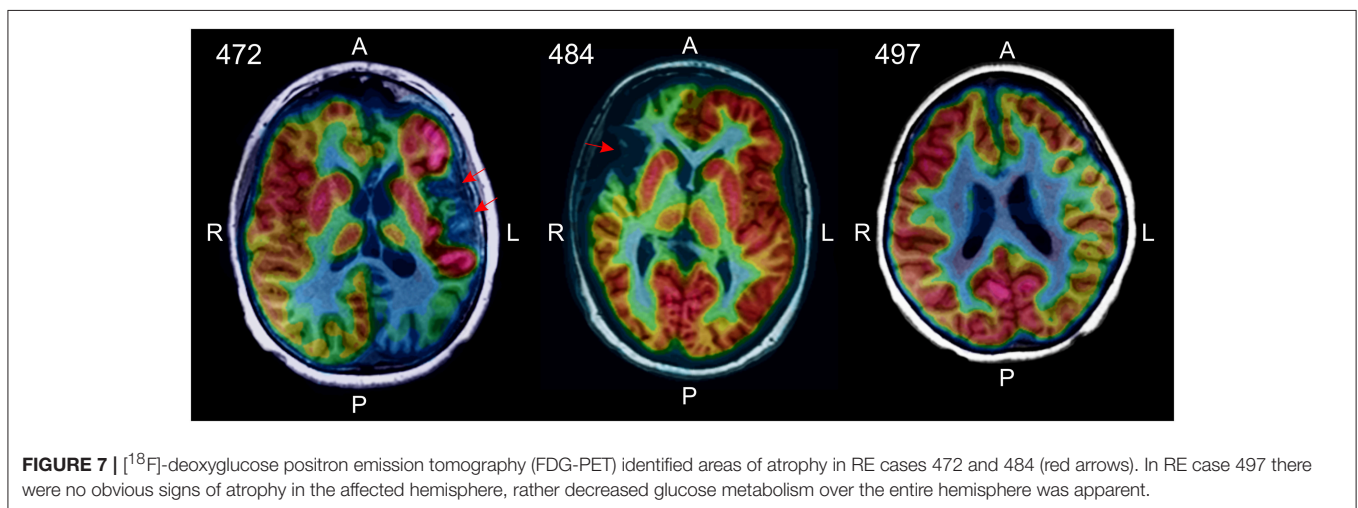 472 A 484 A 497 A
R L R L R L
P P P
FIGURE 7 | [18F]-deoxyglucose positron emission tomography (FDG-PET) identified areas of atrophy in RE cases 472 and 484 (red arrows). In RE case 497 there
were no obvious signs of atrophy in the affected hemisphere, rather decreased glucose metabolism over the entire hemisphere was apparent.